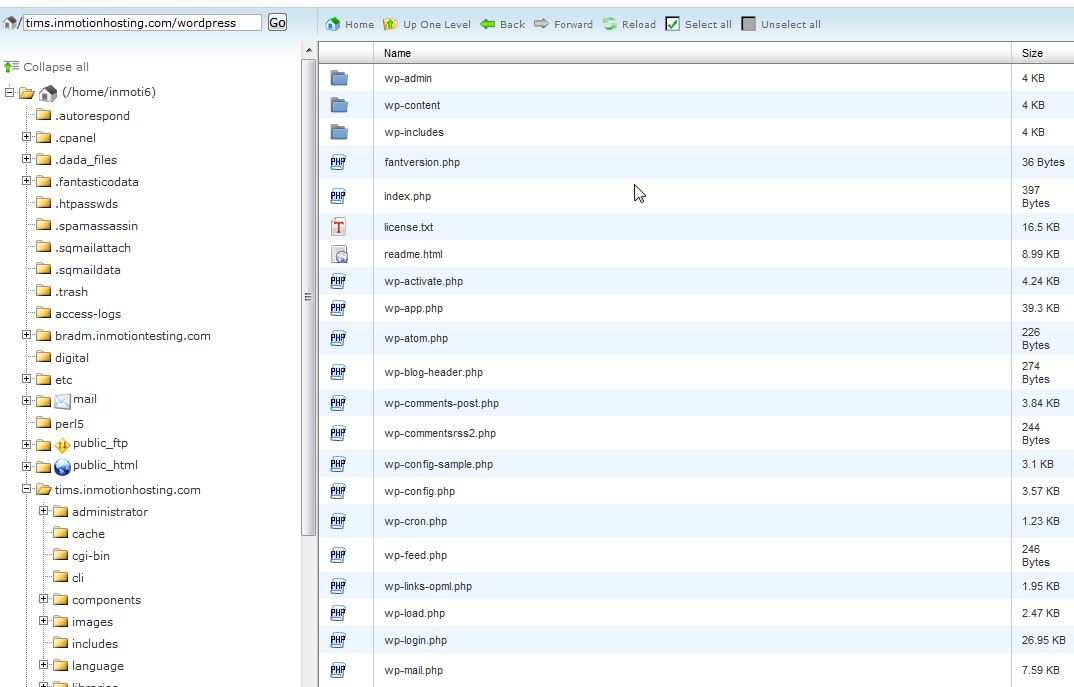 tims.inmotionhosting.com/wordpress Go
Home Up One Level Back Forward Reload Select all Unselect all
Collapse all
(/home/inmoti6)
.autorespond
.cpanel
.dada_files
.fantasticodata
.htpasswds
.spamassassin
.sqmailattach
.sqmaildata
.trash
access-logs
bradm.inmotiontesting.com
digital
etc
mail
perl5
public_ftp
public_html
tims.inmotionhosting.com
administrator
cache
cgi-bin
cli
components
images
includes
language
libraries
Name Size
wp-admin 4 KB
wp-content 4 KB
wp-includes 4 KB
PHP fantversion.php 36 Bytes
PHP index.php 397
Bytes
T license.txt 16.5 KB
readme.html 8.99 KB
PHP wp-activate.php 4.24 KB
PHP wp-app.php 39.3 KB
PHP wp-atom.php 226
Bytes
PHP wp-blog-header.php 274
Bytes
PHP wp-comments-post.php 3.84 KB
PHP wp-commentsrss2.php 244
Bytes
PHP wp-config-sample.php 3.1 KB
PHP wp-config.php 3.57 KB
PHP wp-cron.php 1.23 KB
PHP wp-feed.php 246
Bytes
PHP wp-links-opml.php 1.95 KB
PHP wp-load.php 2.47 KB
PHP wp-login.php 26.95 KB
PHP wp-mail.php 7.59 KB